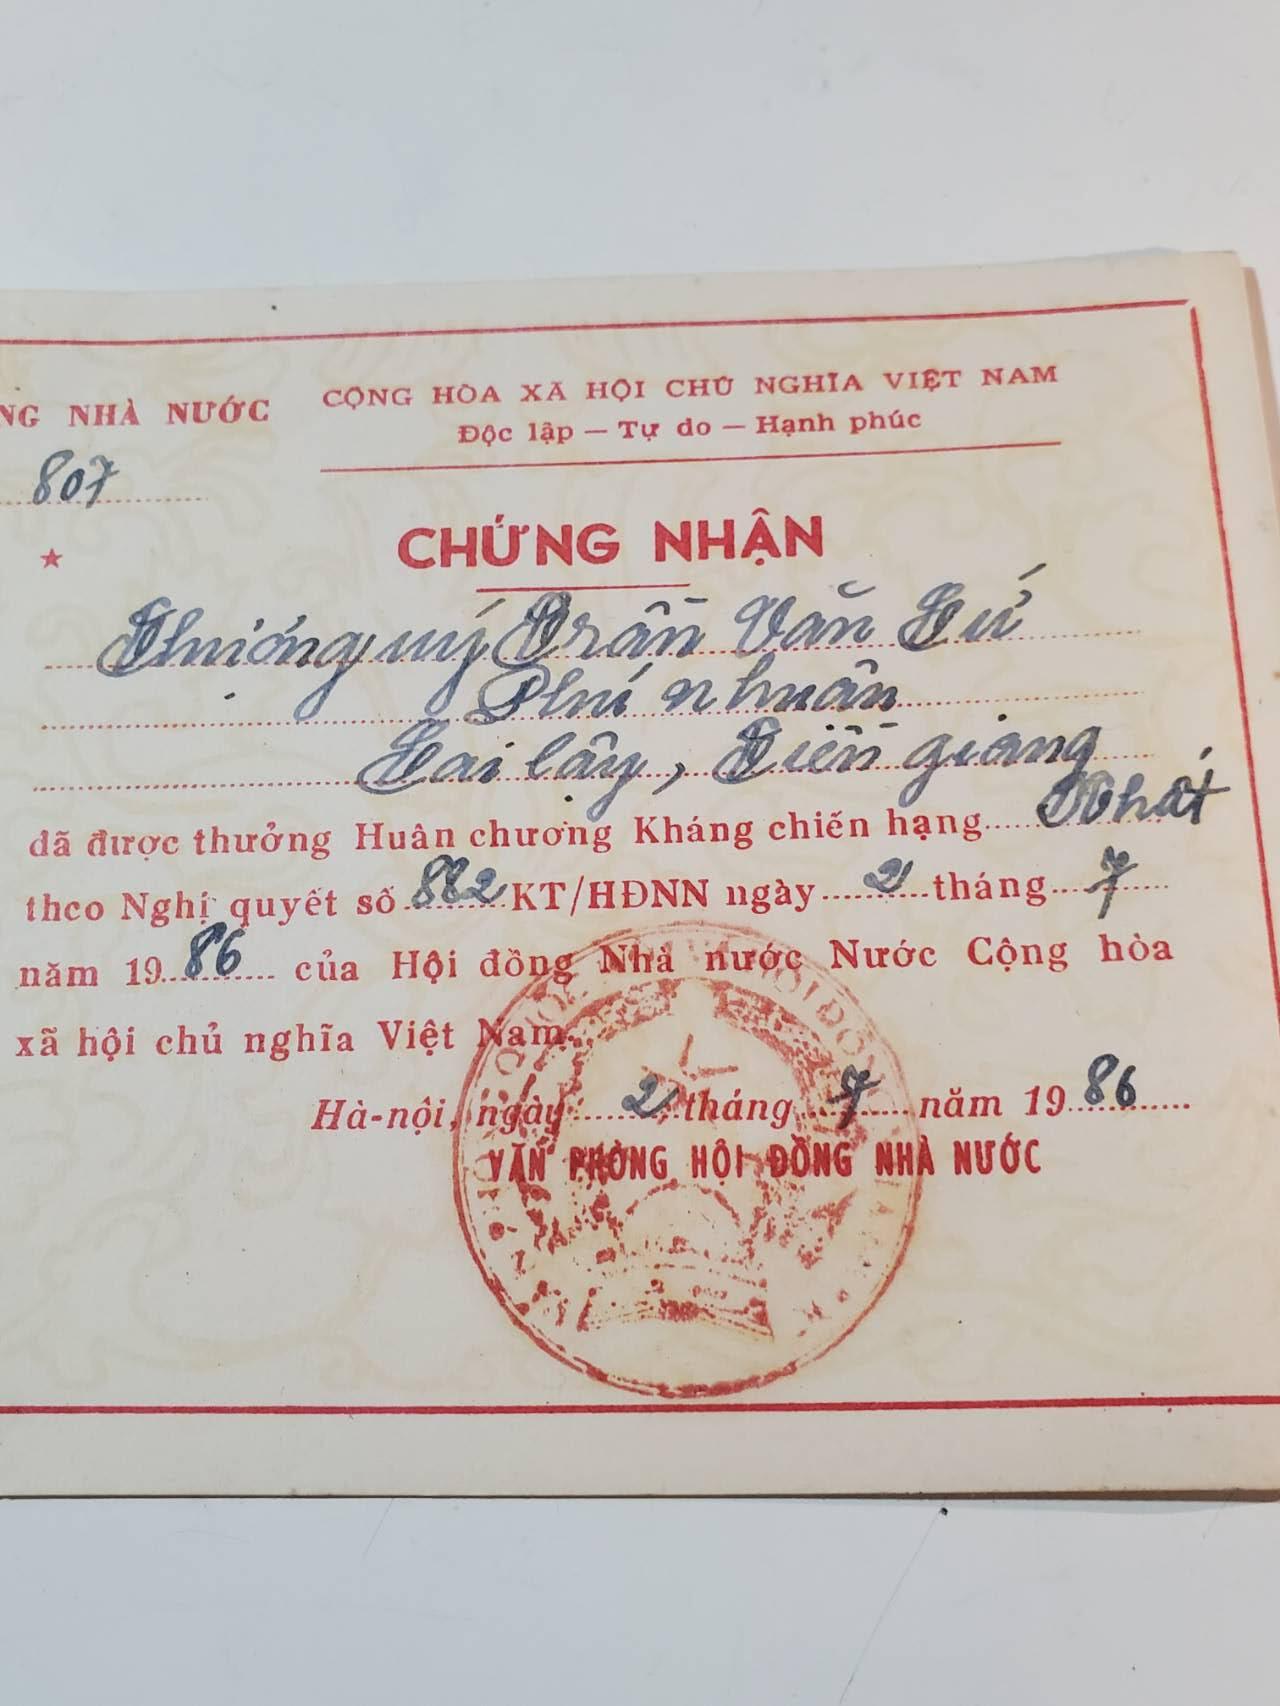 NG NHÀ NƯỚC
CỘNG HÒA XÃ HỘI CHỦ NGHĨA VIỆT NAM
Độc lập — Tự do — Hạnh phúc
807
CHỨNG NHẬN
Thượng uý Trần Văn Tứ
Phú nhuận
Cai lậy, Tiền giang
đã được thưởng Huân chương Kháng chiến hạng Nhất
theo Nghị quyết số 882 KT/HĐNN ngày 2 tháng 7
năm 1986 của Hội đồng Nhà nước Nước Cộng hòa
xã hội chủ nghĩa Việt Nam.
Hà-nội, ngày 2 tháng 7 năm 1986
VĂN PHÒNG HỘI ĐỒNG NHÀ NƯỚC